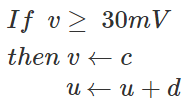 If v ≥ 30mV
then v ← c
u ← u + d